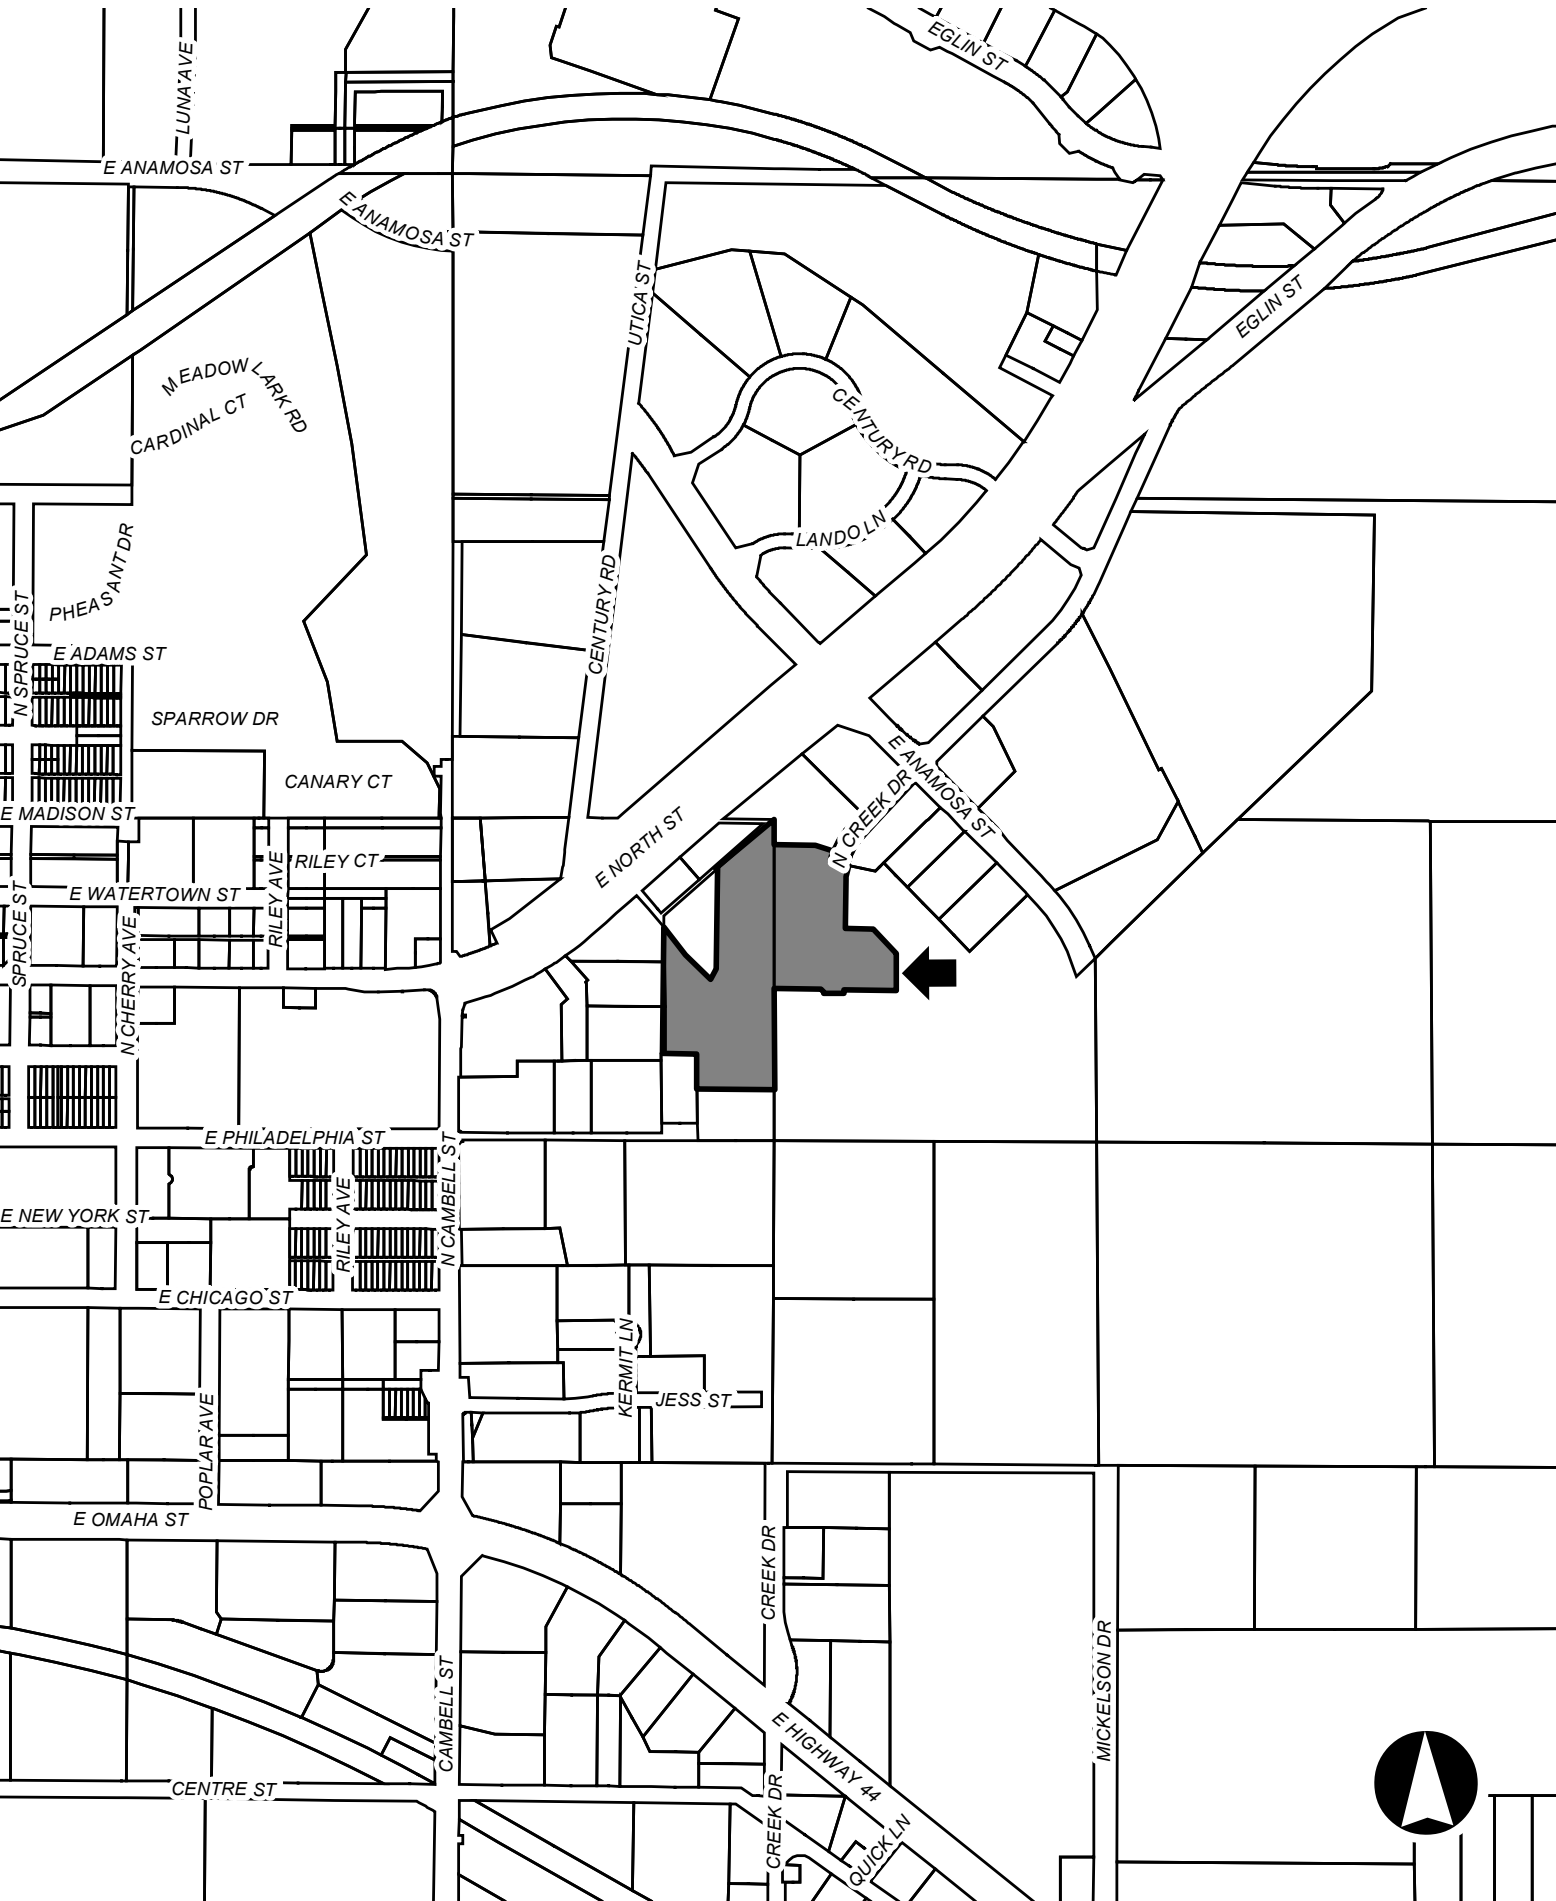 EGLIN ST
LUNA AVE
E ANAMOSA ST
E ANAMOSA ST
UTICA ST
EGLIN ST
MEADOW LARK RD
CARDINAL CT
CENTURY RD
LANDO LN
PHEASANT DR
CENTURY RD
N SPRUCE ST
E ADAMS ST
SPARROW DR
E ANAMOSA ST
CANARY CT
N CREEK DR
E MADISON ST
E NORTH ST
RILEY CT
RILEY AVE
E WATERTOWN ST
SPRUCE ST
N CHERRY AVE
E PHILADELPHIA ST
N CAMBELL ST
RILEY AVE
E NEW YORK ST
E CHICAGO ST
KERMIT LN
JESS ST
POPLAR AVE
E OMAHA ST
CREEK DR
MICKELSON DR
CAMBELL ST
E HIGHWAY 44
CENTRE ST
CREEK DR
QUICK LN